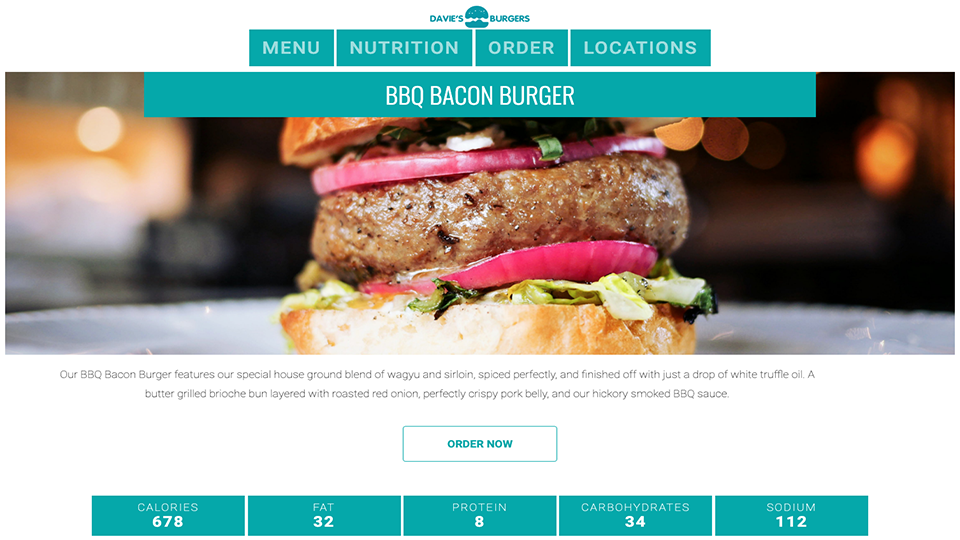 DAVIE'S BURGERS
MENU NUTRITION ORDER LOCATIONS
BBQ BACON BURGER
Our BBQ Bacon Burger features our special house ground blend of wagyu and sirloin, spiced perfectly, and finished off with just a drop of white truffle oil. A
butter grilled brioche bun layered with roasted red onion, perfectly crispy pork belly, and our hickory smoked BBQ sauce.
ORDER NOW
CALORIES FAT PROTEIN CARBOHYDRATES SODIUM
678 32 8 34 112